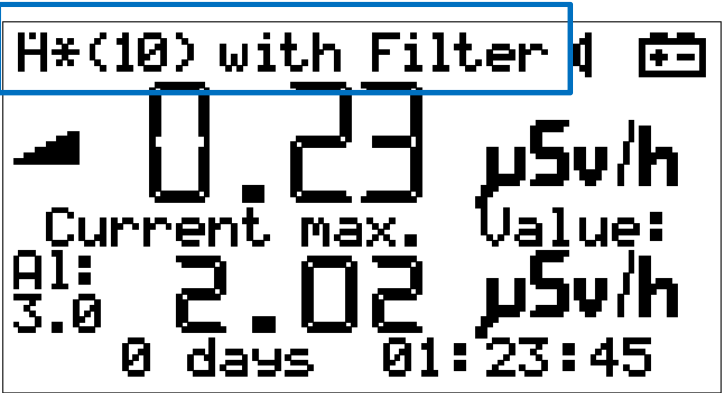 Ḧ*(10) with Filter
0.23 µSv/h
Current max. Value:
Al: 3.0 2.02 µSv/h
0 days 01:23:45